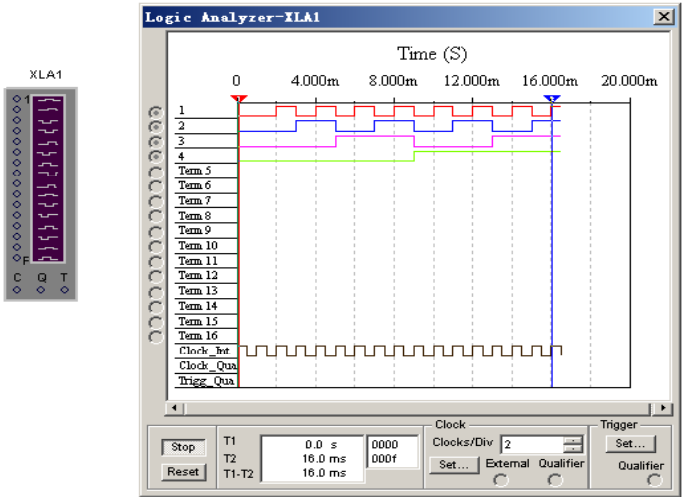 Logic Analyzer-XLA1
XLA1
1
F
C Q T
Time (S)
0 4.000m 8.000m 12.000m 16.000m 20.000m
1
2
3
4
Term 5
Term 6
Term 7
Term 8
Term 9
Term 10
Term 11
Term 12
Term 13
Term 14
Term 15
Term 16
Clock_Int
Clock_Qua
Trigg_Qua
Stop
Reset
T1 0.0 s 0000
T2 16.0 ms 000f
T1-T2 16.0 ms
Clock
Clocks/Div 2
Set... External Qualifier
Trigger
Set...
Qualifier